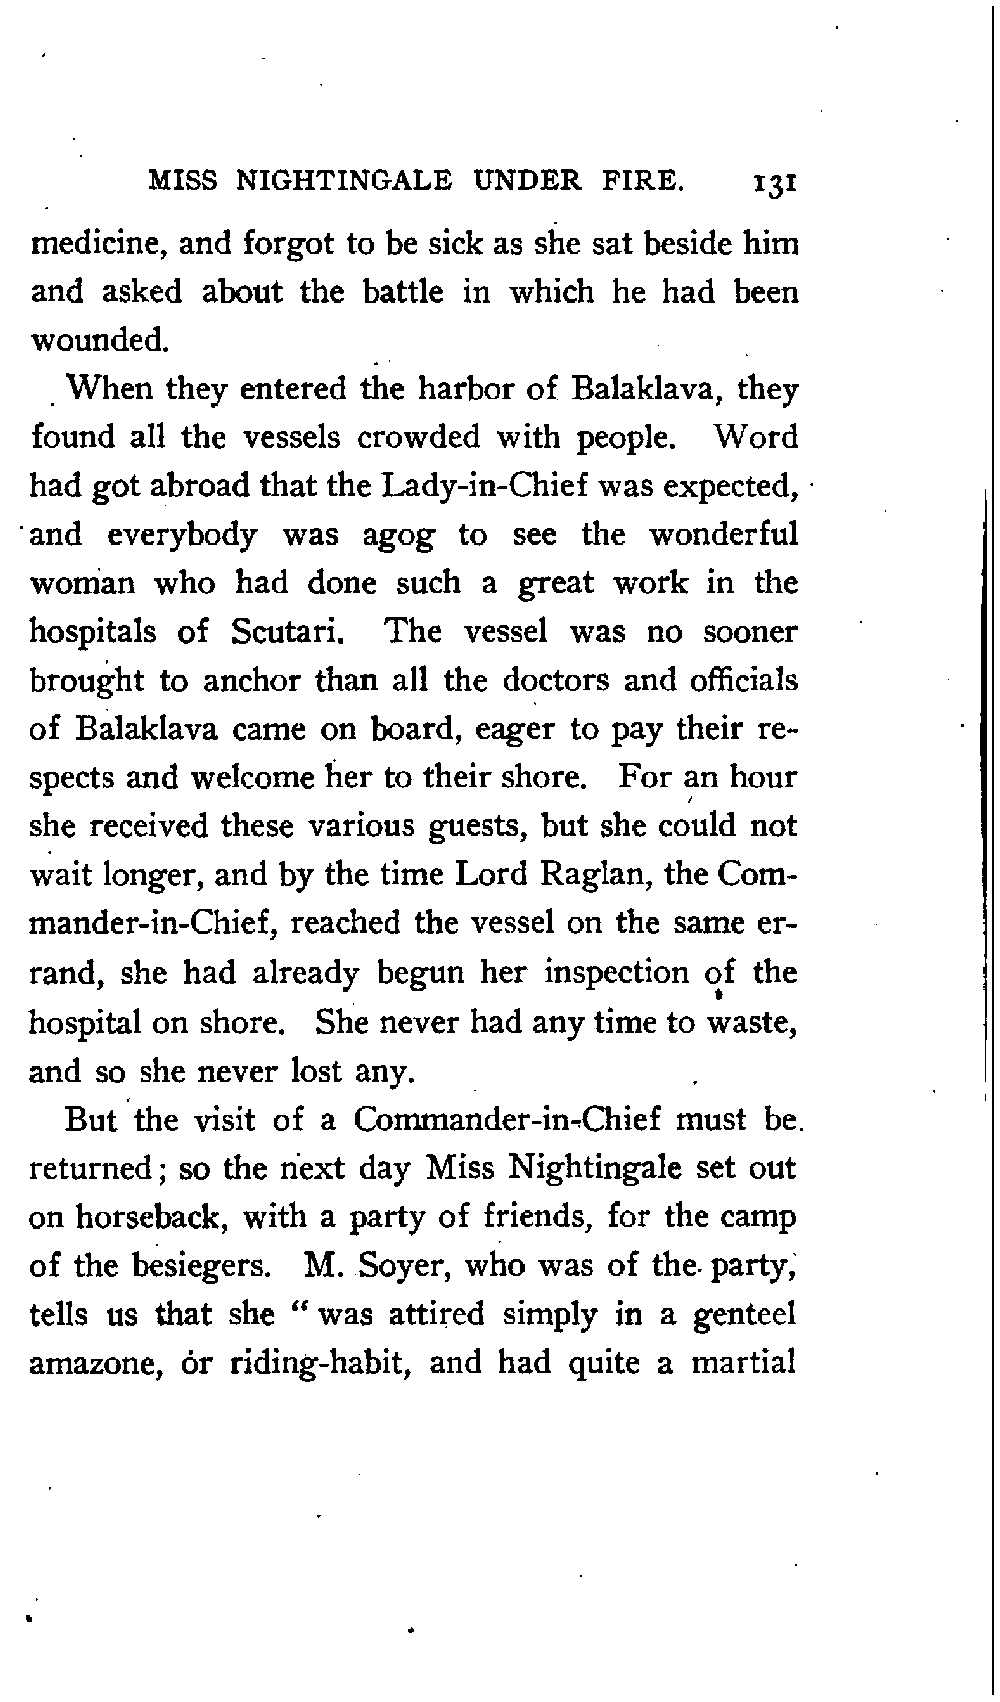 MISS NIGHTINGALE UNDER FIRE. 131
medicine, and forgot to be sick as she sat beside him
and asked about the battle in which he had been
wounded.
When they entered the harbor of Balaklava, they
found all the vessels crowded with people. Word
had got abroad that the Lady-in-Chief was expected,
and everybody was agog to see the wonderful
woman who had done such a great work in the
hospitals of Scutari. The vessel was no sooner
brought to anchor than all the doctors and officials
of Balaklava came on board, eager to pay their re-
spects and welcome her to their shore. For an hour
she received these various guests, but she could not
wait longer, and by the time Lord Raglan, the Com-
mander-in-Chief, reached the vessel on the same er-
rand, she had already begun her inspection of the
hospital on shore. She never had any time to waste,
and so she never lost any.
But the visit of a Commander-in-Chief must be
returned; so the next day Miss Nightingale set out
on horseback, with a party of friends, for the camp
of the besiegers. M. Soyer, who was of the party,
tells us that she "was attired simply in a genteel
amazone, or riding-habit, and had quite a martial